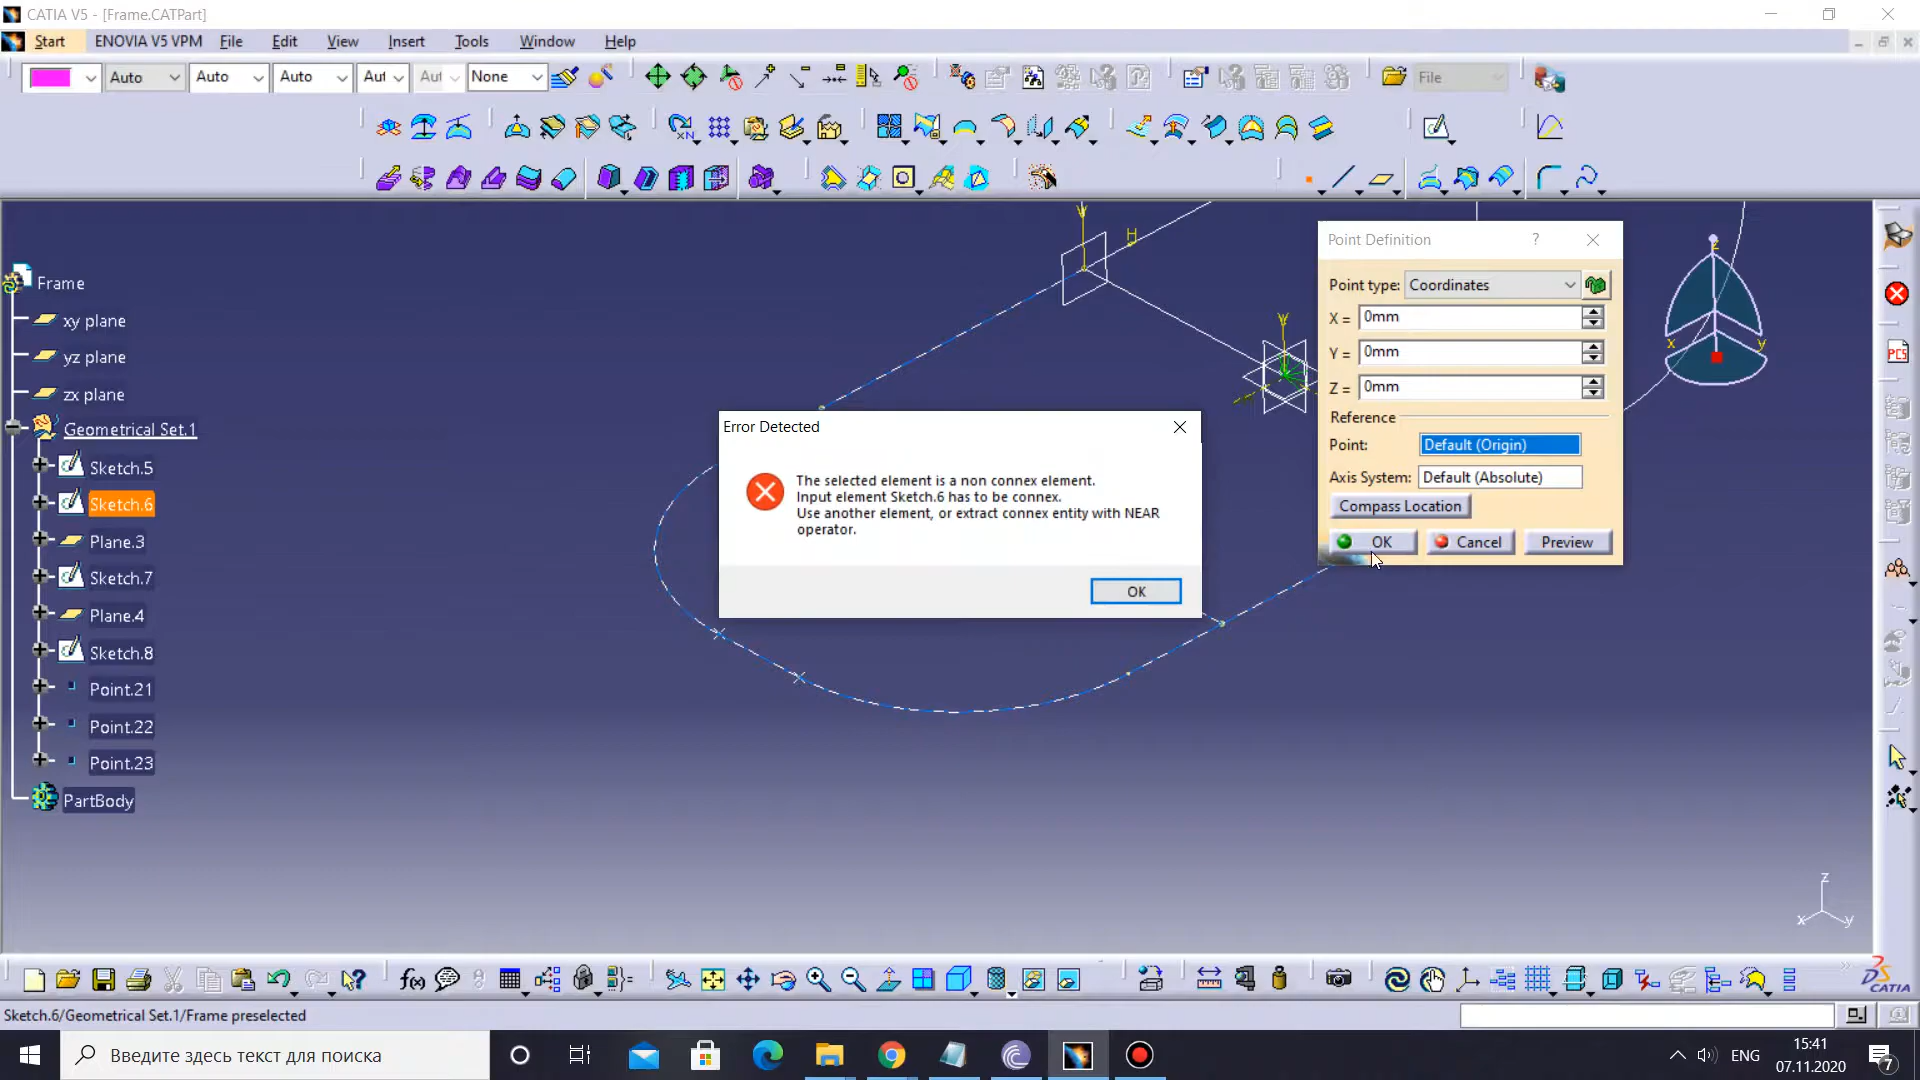 CATIA V5 - [Frame.CATPart]
Start ENOVIA V5 VPM File Edit View Insert Tools Window Help
Auto Auto Auto Aut Aut None File
H
y
y
Frame
xy plane
yz plane
zx plane
Geometrical Set.1
Sketch.5
Sketch.6
Plane.3
Sketch.7
Plane.4
Sketch.8
Point.21
Point.22
Point.23
PartBody
Error Detected
The selected element is a non connex element.
Input element Sketch.6 has to be connex.
Use another element, or extract connex entity with NEAR
operator.
OK
Point Definition ?
Point type: Coordinates
X = 0mm
Y = 0mm
Z = 0mm
Reference
Point: Default (Origin)
Axis System: Default (Absolute)
Compass Location
OK Cancel Preview
z
x y
PCS
z
x y
f(x)
CATIA
Sketch.6/Geometrical Set.1/Frame preselected
Введите здесь текст для поиска
ENG
15:41
07.11.2020
7